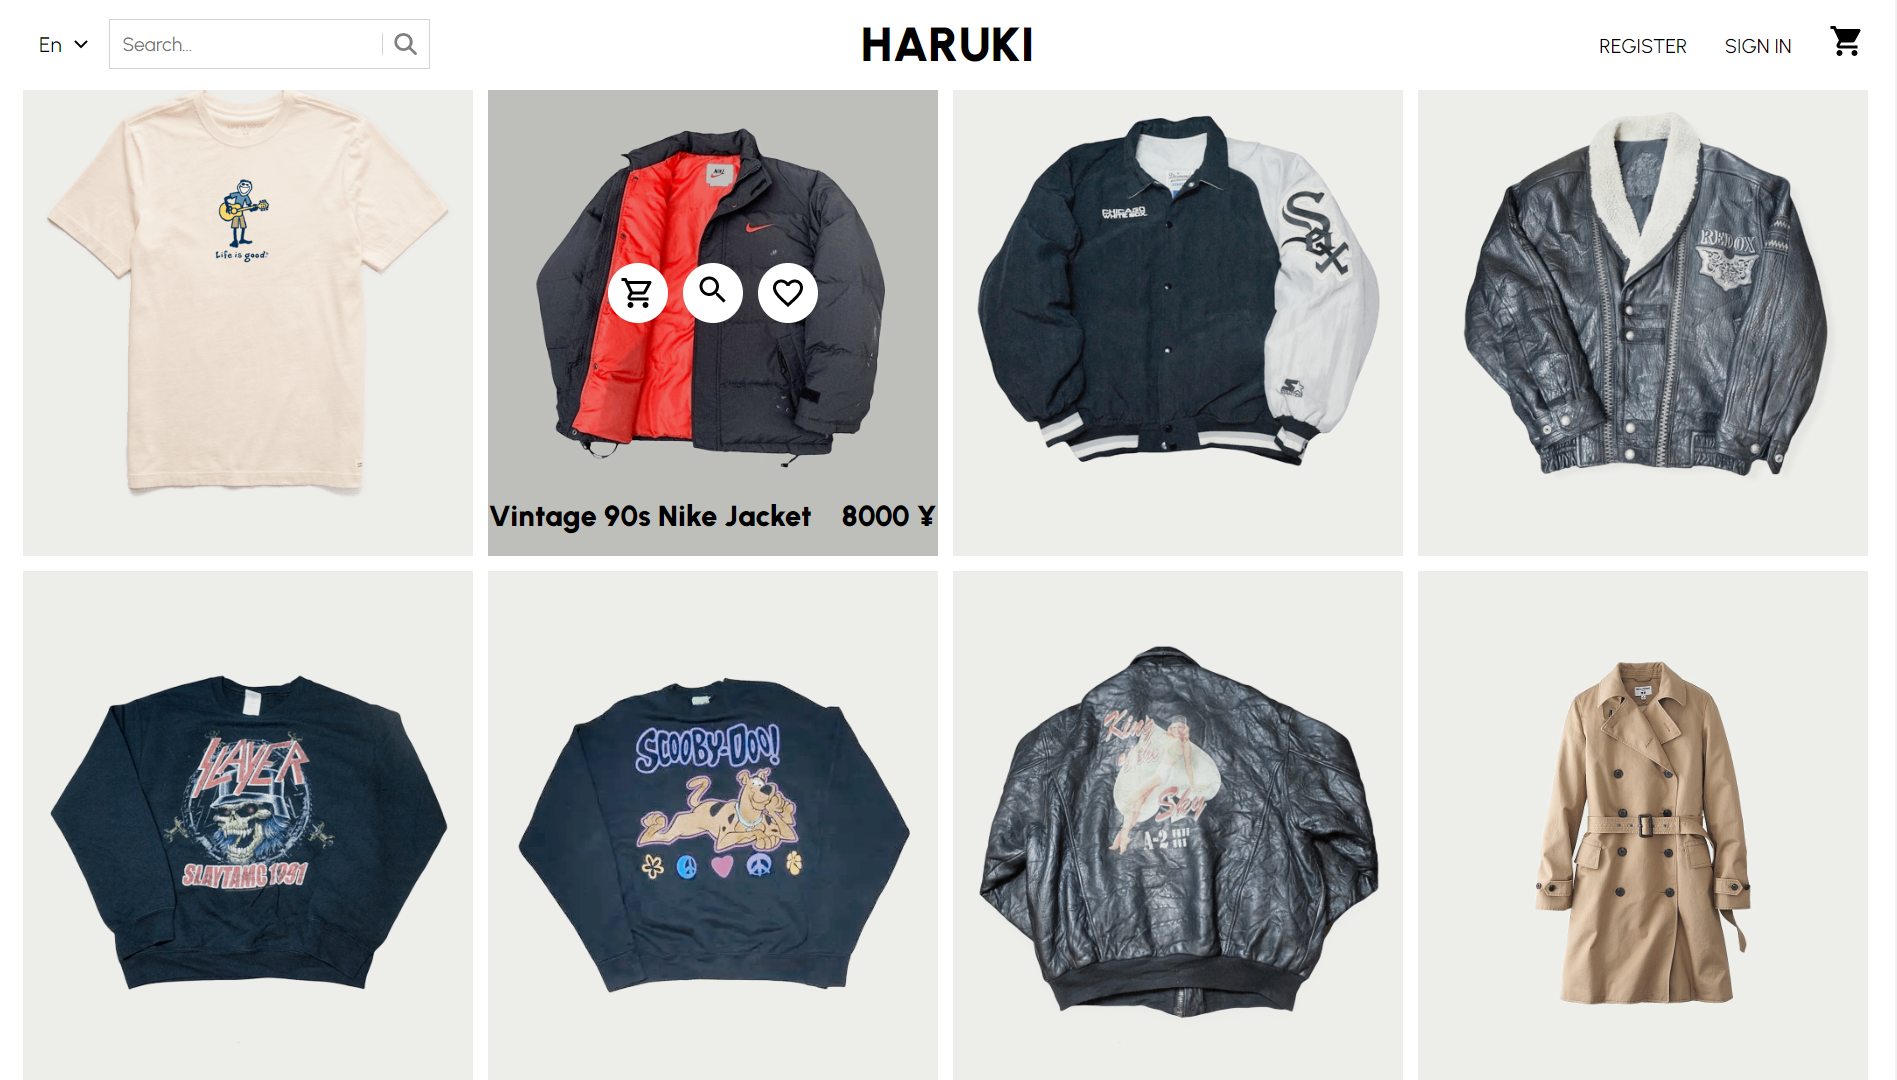 En
Search...
HARUKI
REGISTER
SIGN IN
Life is good.
NIKE
CHICAGO
WHITE SOX
Sox
REDOX
Vintage 90s Nike Jacket 8000 ¥
SLAYER
SLAYTANIC 1991
SCOOBY-DOO!
King
of the
Sky
A-2